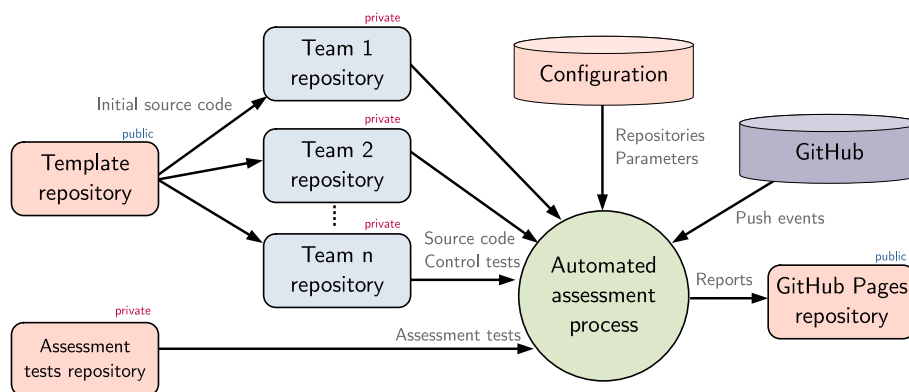 private
Team 1
repository
Configuration
Initial source code
public
Template
repository
private
Team 2
repository
Repositories
Parameters
GitHub
private
Team n
repository
Source code
Control tests
Push events
Automated
assessment
process
Reports
public
GitHub Pages
repository
private
Assessment
tests repository
Assessment tests